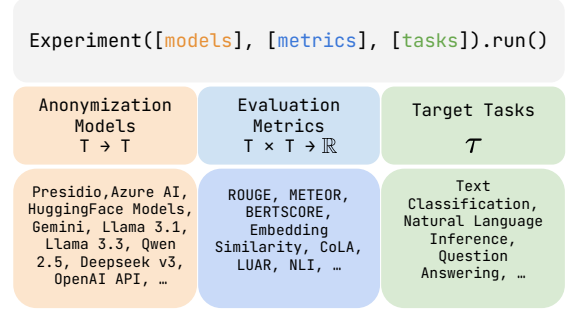 Experiment([models], [metrics], [tasks]).run()
Anonymization
Models
T → T
Evaluation
Metrics
T × T → ℝ
Target Tasks
𝒯
Presidio,Azure AI,
HuggingFace Models,
Gemini, Llama 3.1,
Llama 3.3, Qwen
2.5, Deepseek v3,
OpenAI API, …
ROUGE, METEOR,
BERTSCORE,
Embedding
Similarity, CoLA,
LUAR, NLI, …
Text
Classification,
Natural Language
Inference,
Question
Answering, …